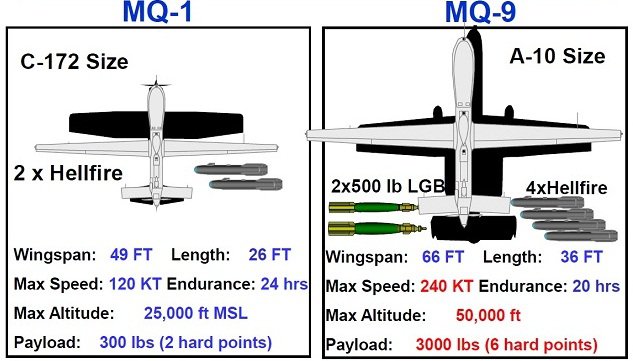 MQ-1
C-172 Size
2 x Hellfire
Wingspan: 49 FT Length: 26 FT
Max Speed: 120 KT Endurance: 24 hrs
Max Altitude: 25,000 ft MSL
Payload: 300 lbs (2 hard points)
MQ-9
A-10 Size
2x500 lb LGB
4xHellfire
Wingspan: 66 FT Length: 36 FT
Max Speed: 240 KT Endurance: 20 hrs
Max Altitude: 50,000 ft
Payload: 3000 lbs (6 hard points)